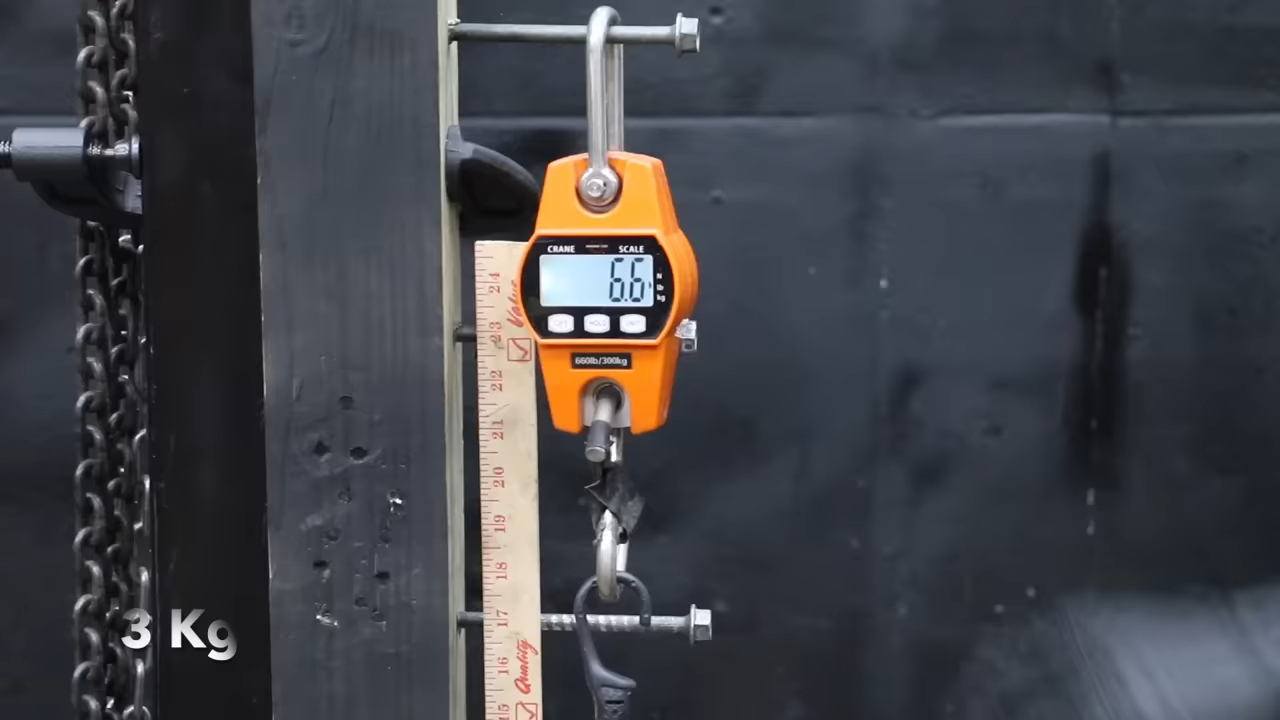 CRANE SCALE
6.6
N
lb
kg
HOLD
660lb/300kg
24
Value
23
22
21
20
19
18
17
16
Quality
15
3 Kg